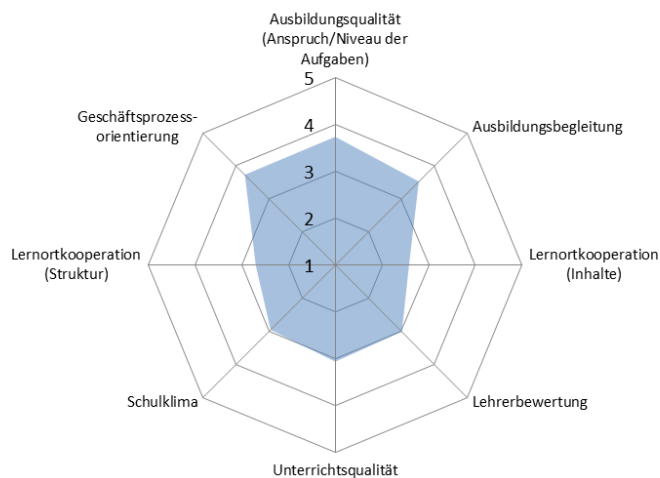 Ausbildungsqualität
(Anspruch/Niveau der
Aufgaben)
5
Geschäftsprozess-
orientierung
4
Ausbildungsbegleitung
3
2
Lernortkooperation
(Struktur)
1
Lernortkooperation
(Inhalte)
Schulklima
Lehrerbewertung
Unterrichtsqualität